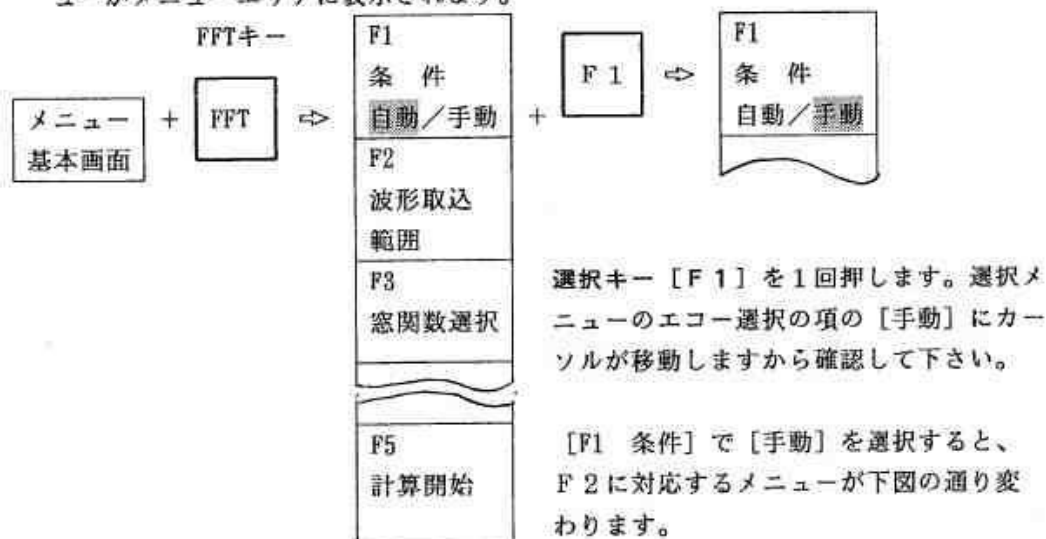 ューがメニューエリアに表示されます。
FFTキー
メニュー
基本画面
+
FFT
⇨
F1
条 件
自動/手動
F2
波形取込
範囲
F3
窓関数選択
F5
計算開始
+
F 1
⇨
F1
条 件
自動/手動
選択キー [F 1] を1回押します。選択メ
ニューのエコー選択の項の [手動] にカー
ソルが移動しますから確認して下さい。
[F1 条件] で [手動] を選択すると、
F 2に対応するメニューが下図の通り変
わります。